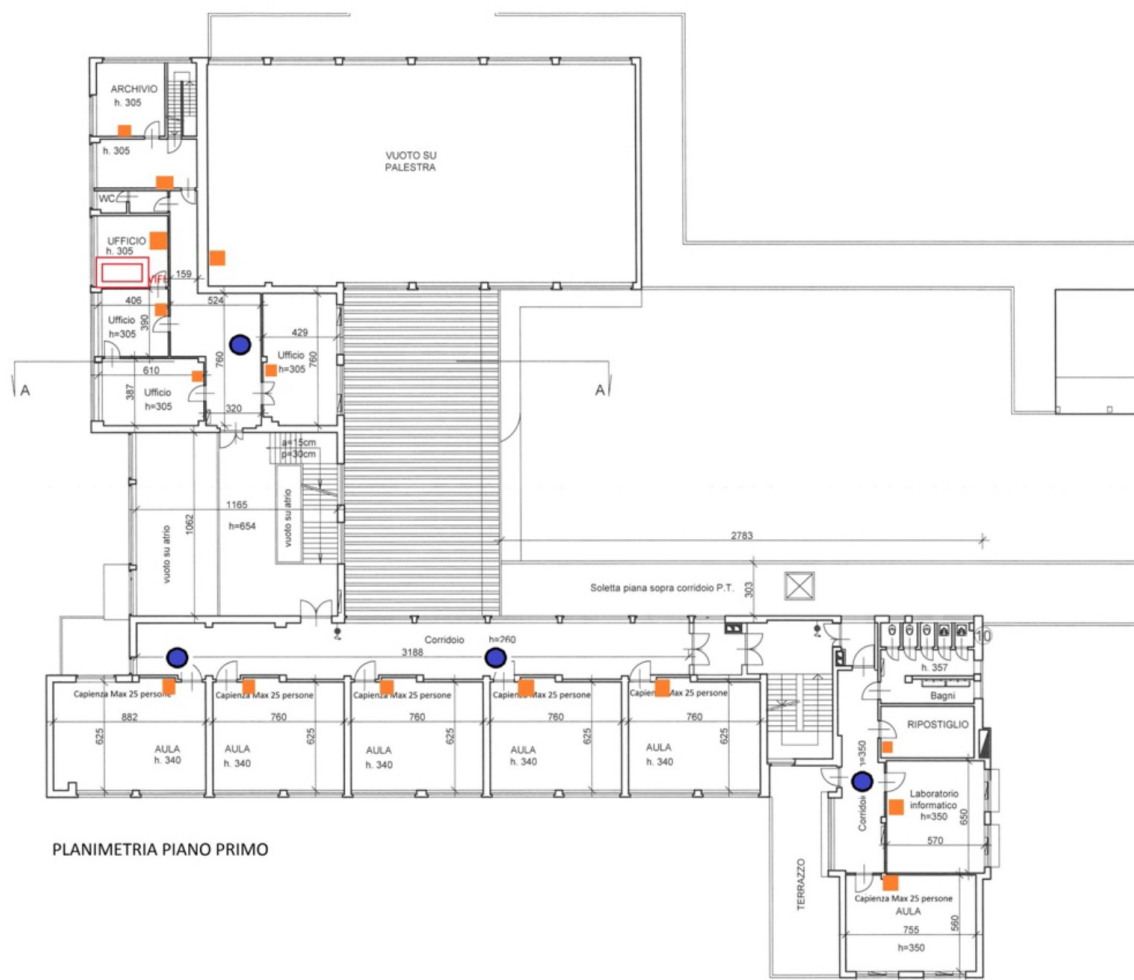 ARCHIVIO
h. 305
h. 305
VUOTO SU
PALESTRA
WC
UFFICIO
h. 305
159
406
524
390
Ufficio
h=305
429
760
760
Ufficio
h=305
A
A
610
387
Ufficio
h=305
320
a=15cm
p=30cm
1165
h=654
1062
vuoto su atrio
vuoto su atrio
2783
Soletta piana sopra corridoio P.T.
303
Corridoio
h=260
3188
h. 357
Bagni
Capienza Max 25 persone
Capienza Max 25 persone
Capienza Max 25 persone
Capienza Max 25 persone
Capienza Max 25 persone
882
760
760
760
760
625
625
625
625
625
AULA
h. 340
AULA
h. 340
AULA
h. 340
AULA
h. 340
AULA
h. 340
RIPOSTIGLIO
h=350
Corridoio
Laboratorio
informatico
h=350
650
570
PLANIMETRIA PIANO PRIMO
TERRAZZO
Capienza Max 25 persone
AULA
755
560
h=350